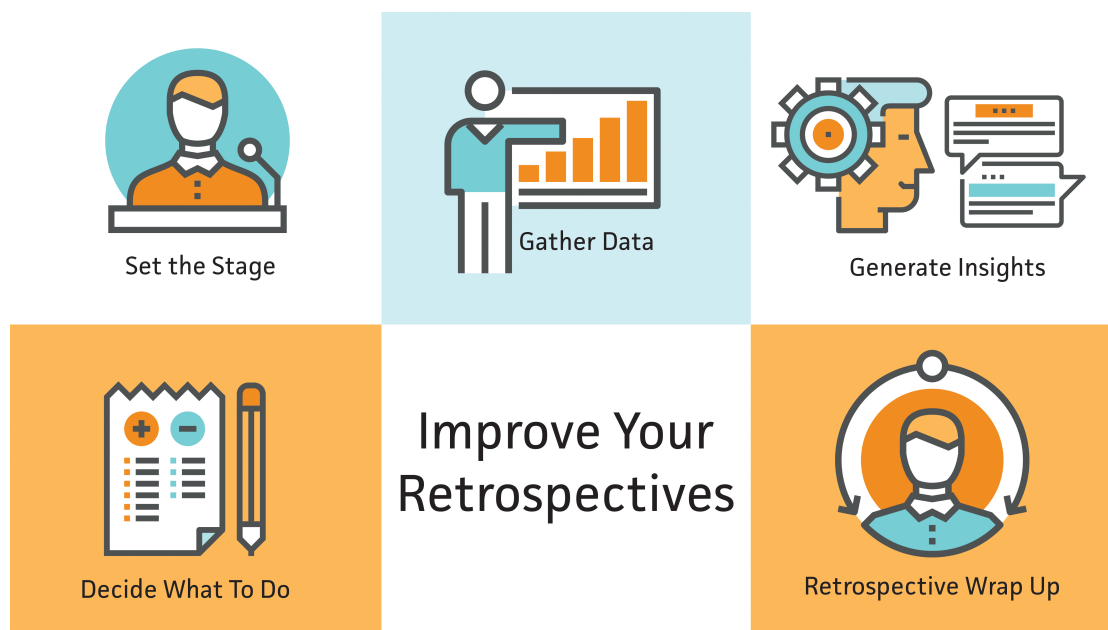 Set the Stage
Gather Data
Generate Insights
Decide What To Do
Improve Your
Retrospectives
Retrospective Wrap Up